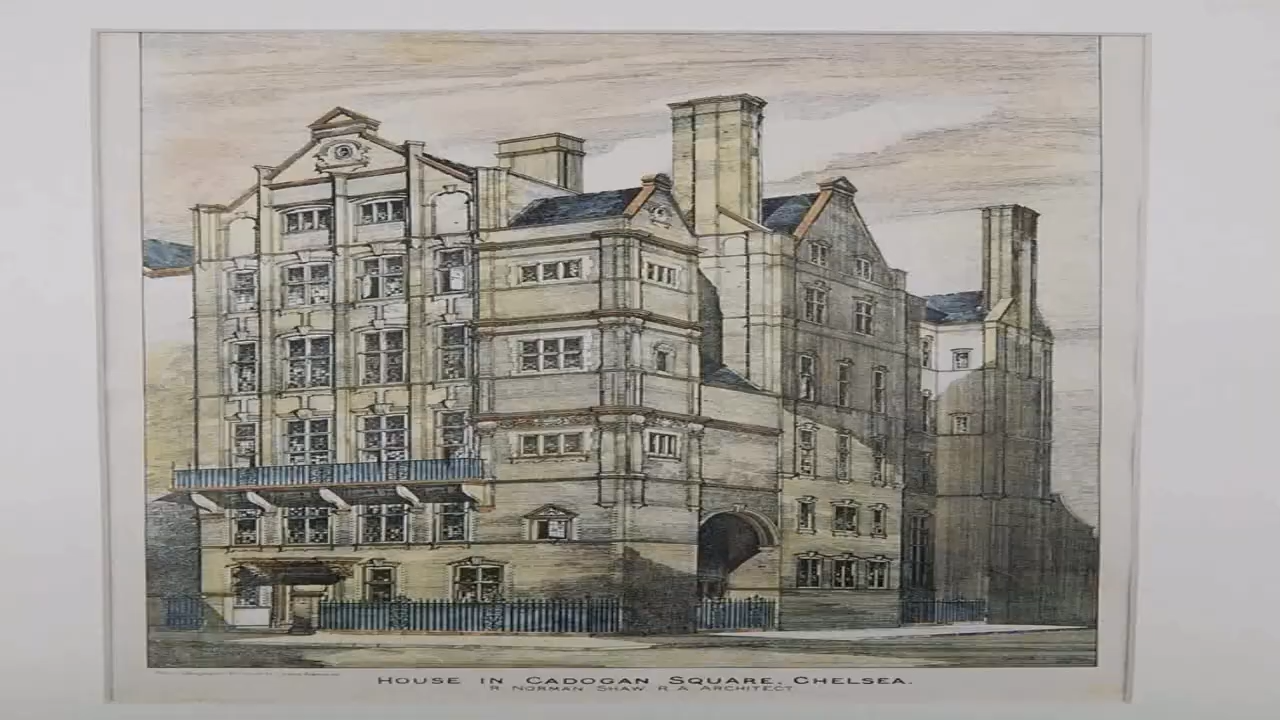 HOUSE IN CADOGAN SQUARE, CHELSEA.
R NORMAN SHAW R A ARCHITECT